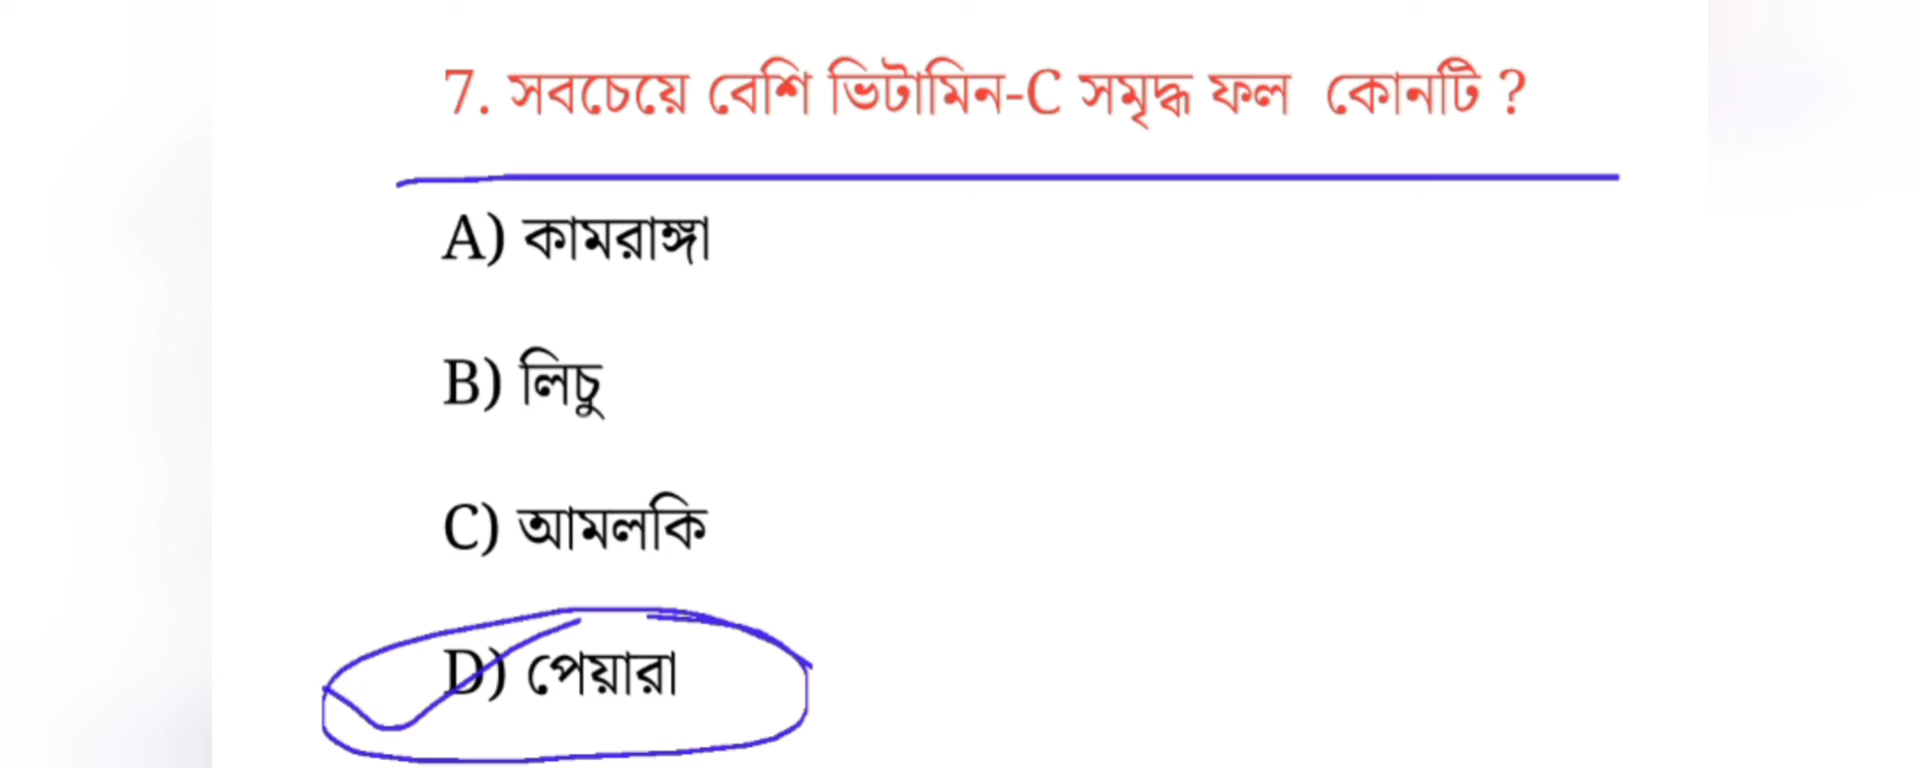 7. সবচেয়ে বেশি ভিটামিন-C সমৃদ্ধ ফল কোনটি ?
A) কামরাঙ্গা
B) লিচু
C) আমলকি
D) পেয়ারা